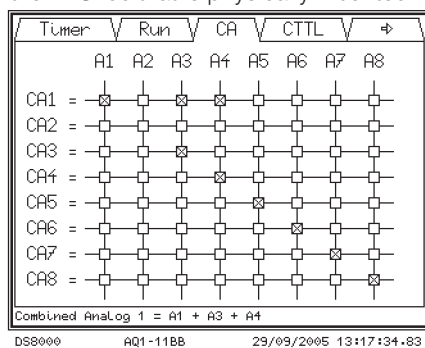 Timer Run CA CTTL
A1 A2 A3 A4 A5 A6 A7 A8
CA1 =
CA2 =
CA3 =
CA4 =
CA5 =
CA6 =
CA7 =
CA8 =
Combined Analog 1 = A1 + A3 + A4
DS8000 AQ1-11BB 29/09/2005 13:17:34.83